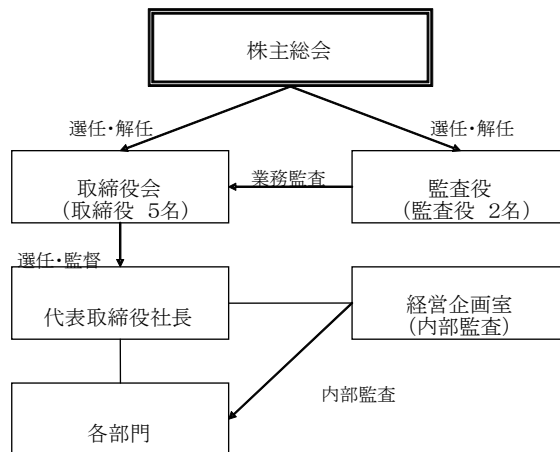 株主総会
選任・解任
選任・解任
取締役会
(取締役 5名)
業務監査
監査役
(監査役 2名)
選任・監督
代表取締役社長
経営企画室
(内部監査)
内部監査
各部門